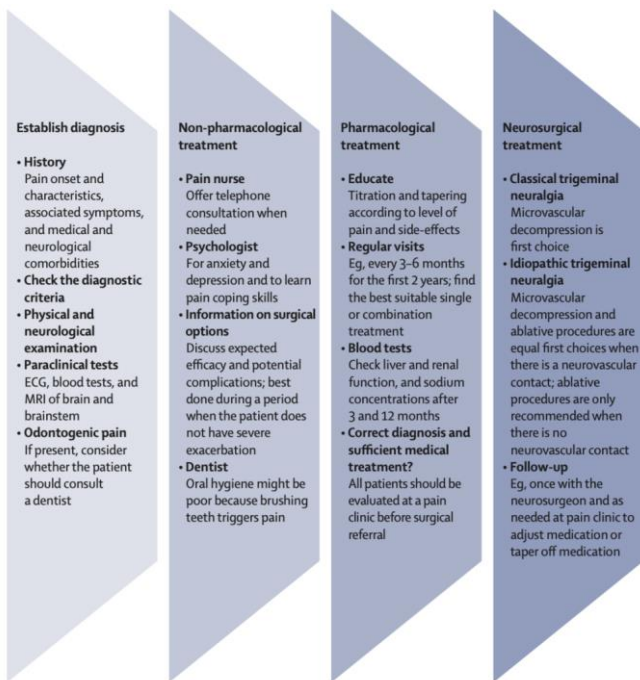 Establish diagnosis
• History
Pain onset and
characteristics,
associated symptoms,
and medical and
neurological
comorbidities
• Check the diagnostic
criteria
• Physical and
neurological
examination
• Paraclinical tests
ECG, blood tests, and
MRI of brain and
brainstem
• Odontogenic pain
If present, consider
whether the patient
should consult
a dentist
Non-pharmacological
treatment
• Pain nurse
Offer telephone
consultation when
needed
• Psychologist
For anxiety and
depression and to learn
pain coping skills
• Information on surgical
options
Discuss expected
efficacy and potential
complications; best
done during a period
when the patient does
not have severe
exacerbation
• Dentist
Oral hygiene might be
poor because brushing
teeth triggers pain
Pharmacological
treatment
• Educate
Titration and tapering
according to level of
pain and side-effects
• Regular visits
Eg, every 3–6 months
for the first 2 years; find
the best suitable single
or combination
treatment
• Blood tests
Check liver and renal
function, and sodium
concentrations after
3 and 12 months
• Correct diagnosis and
sufficient medical
treatment?
All patients should be
evaluated at a pain
clinic before surgical
referral
Neurosurgical
treatment
• Classical trigeminal
neuralgia
Microvascular
decompression is
first choice
• Idiopathic trigeminal
neuralgia
Microvascular
decompression and
ablative procedures are
equal first choices when
there is a neurovascular
contact; ablative
procedures are only
recommended when
there is no
neurovascular contact
• Follow-up
Eg, once with the
neurosurgeon and as
needed at pain clinic to
adjust medication or
taper off medication